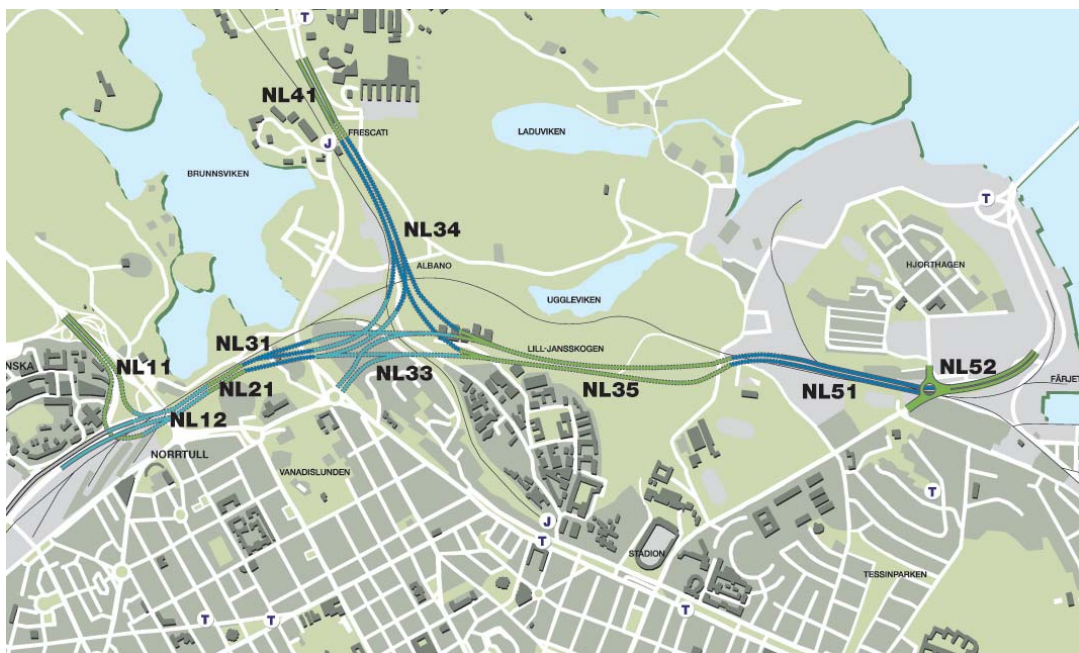 T
NL41
FRESCATI
J
LADUVIKEN
BRUNNSVIKEN
T
NL34
HJORTHAGEN
ALBANO
UGGLEVIKEN
NL31
LILL-JANSSKOGEN
NSKA
NL11
NL21
NL33
NL35
NL51
NL52
FÄRJET
NL12
NORRTULL
VANADISLUNDEN
T
J
T
STADION
TESSINPARKEN
T
T
T